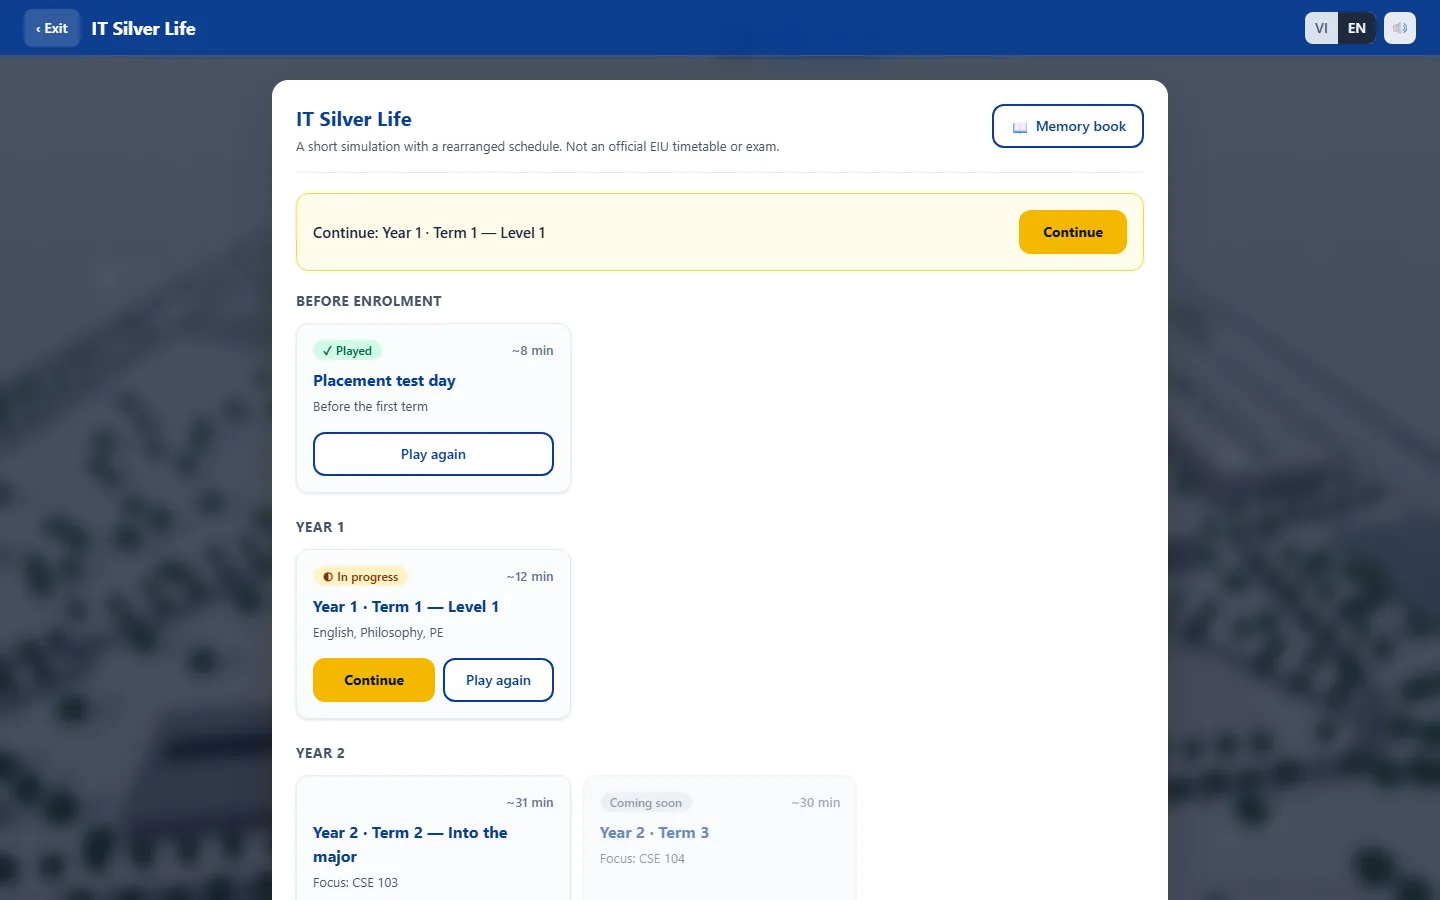 ‹ Exit
IT Silver Life
VI
EN
IT Silver Life
A short simulation with a rearranged schedule. Not an official EIU timetable or exam.
Memory book
Continue: Year 1 · Term 1 — Level 1
Continue
BEFORE ENROLMENT
✓ Played
~8 min
Placement test day
Before the first term
Play again
YEAR 1
◐ In progress
~12 min
Year 1 · Term 1 — Level 1
English, Philosophy, PE
Continue
Play again
YEAR 2
~31 min
Year 2 · Term 2 — Into the
major
Focus: CSE 103
Coming soon
~30 min
Year 2 · Term 3
Focus: CSE 104